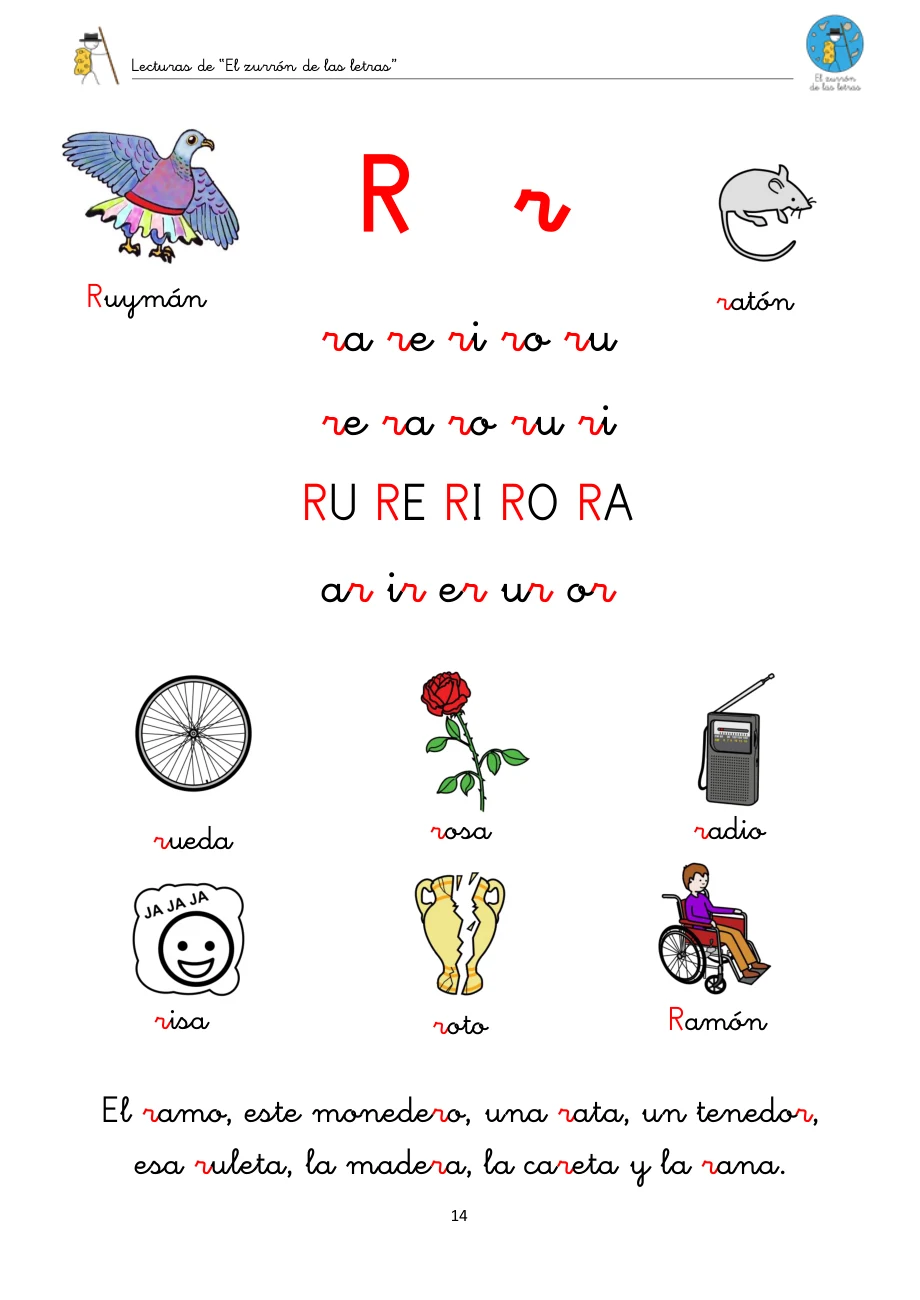 Lecturas de "El zurrón de las letras"
El zurrón
de las letras
R r
Ruymán
ratón
ra re ri ro ru
re ra ro ru ri
RU RE RI RO RA
ar ir er ur or
rueda
rosa
radio
JA JA JA
risa
roto
Ramón
El ramo, este monedero, una rata, un tenedor,
esa ruleta, la madera, la careta y la rana.
14